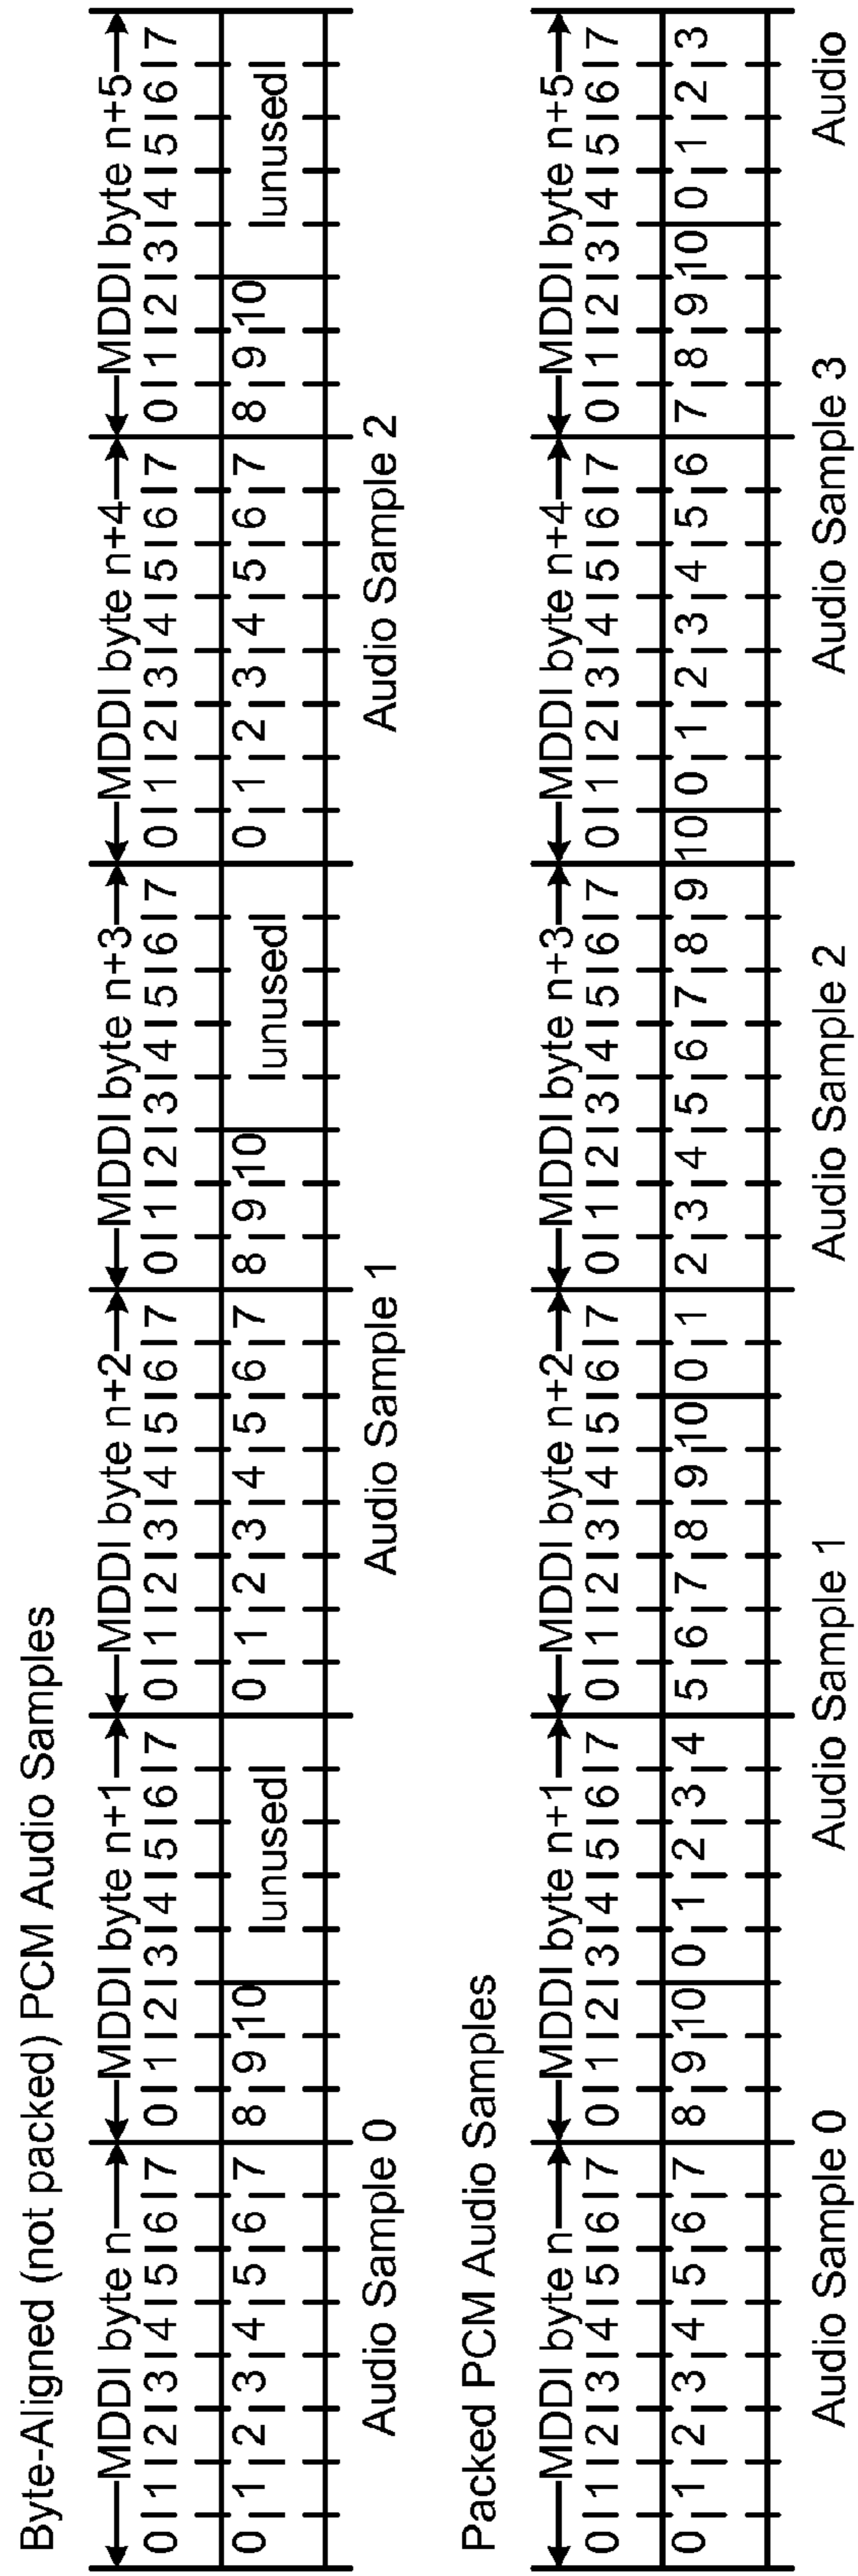 Byte-Aligned (not packed) PCM Audio Samples
MDDI byte n MDDI byte n+1 MDDI byte n+2 MDDI byte n+3 MDDI byte n+4 MDDI byte n+5
0 1 2 3 4 5 6 7 0 1 2 3 4 5 6 7 0 1 2 3 4 5 6 7 0 1 2 3 4 5 6 7 0 1 2 3 4 5 6 7 0 1 2 3 4 5 6 7
0 1 2 3 4 5 6 7 8 9 10 unused 0 1 2 3 4 5 6 7 8 9 10 unused 0 1 2 3 4 5 6 7 8 9 10 unused
Audio Sample 0 Audio Sample 1 Audio Sample 2
Packed PCM Audio Samples
MDDI byte n MDDI byte n+1 MDDI byte n+2 MDDI byte n+3 MDDI byte n+4 MDDI byte n+5
0 1 2 3 4 5 6 7 0 1 2 3 4 5 6 7 0 1 2 3 4 5 6 7 0 1 2 3 4 5 6 7 0 1 2 3 4 5 6 7 0 1 2 3 4 5 6 7
0 1 2 3 4 5 6 7 8 9 10 0 1 2 3 4 5 6 7 8 9 10 0 1 2 3 4 5 6 7 8 9 10 0 1 2 3 4 5 6 7 8 9 10 0 1 2 3
Audio Sample 0 Audio Sample 1 Audio Sample 2 Audio Sample 3 Audio